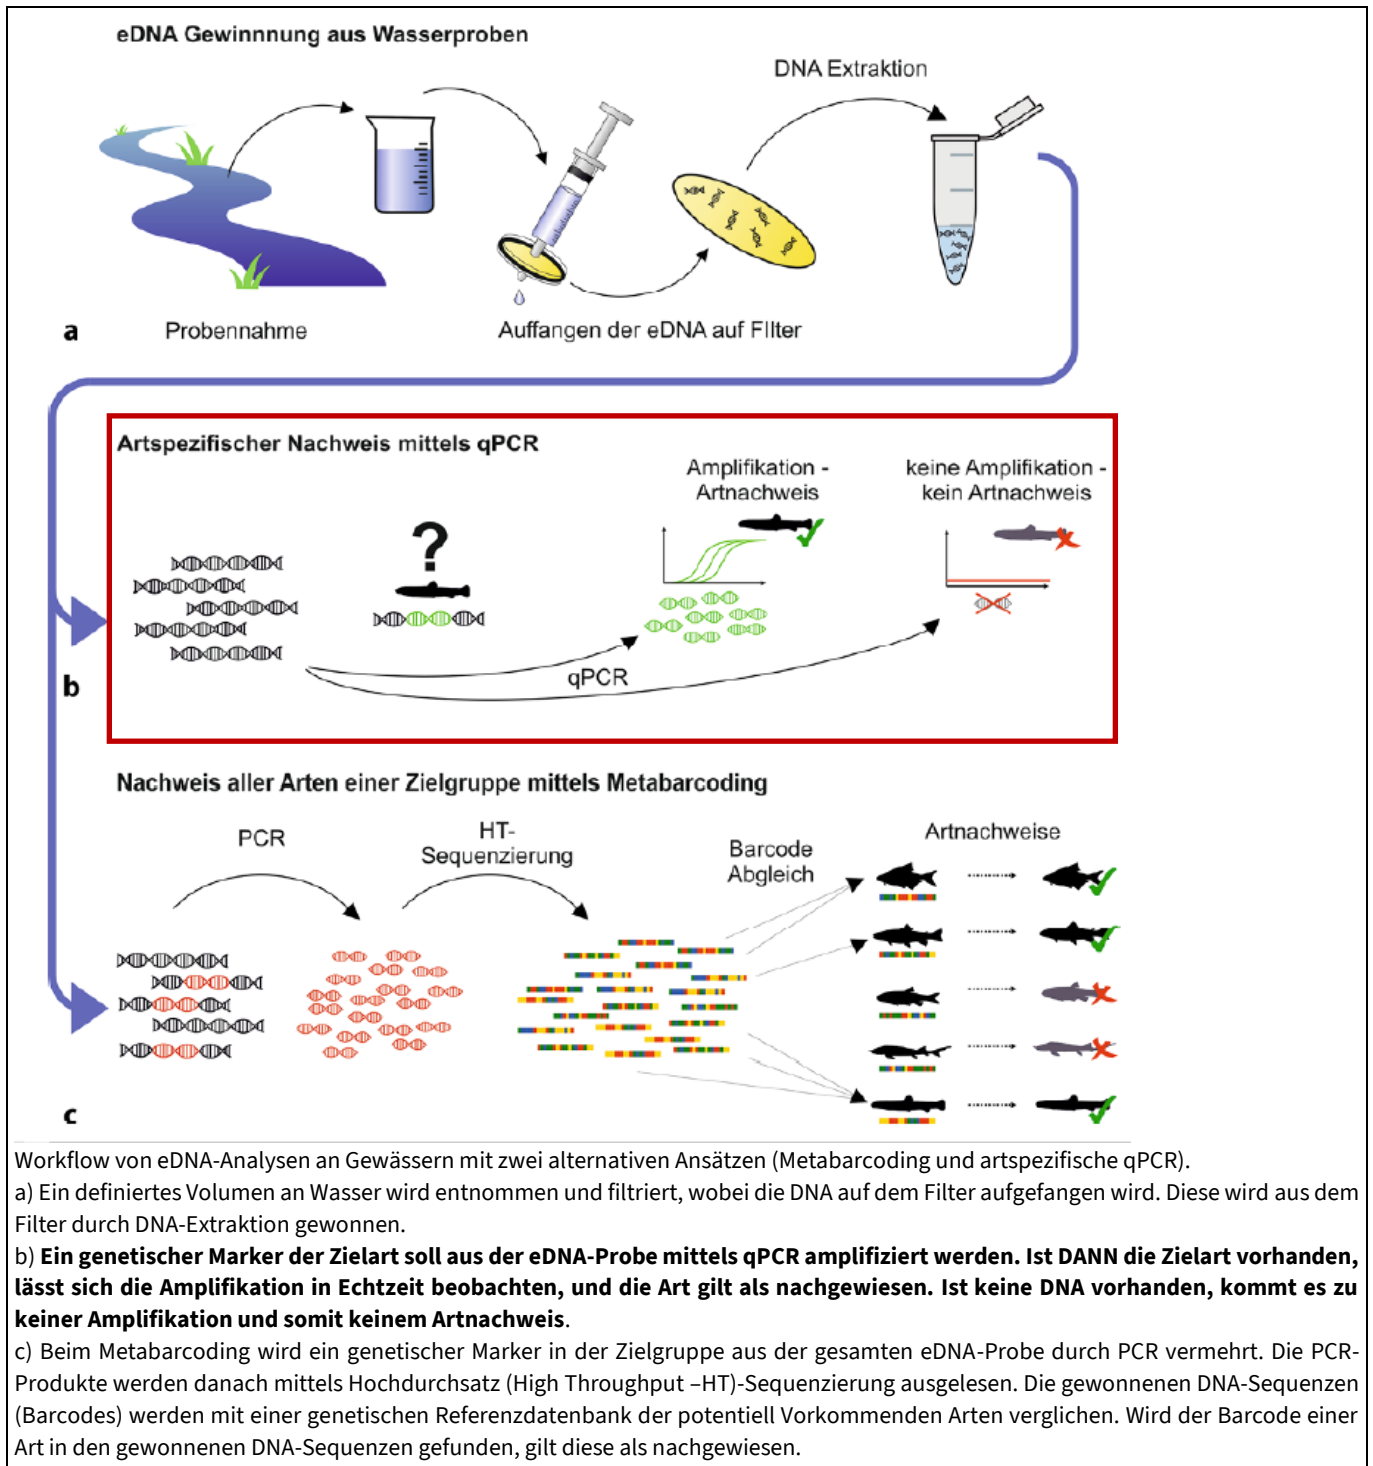 eDNA Gewinnnung aus Wasserproben
DNA Extraktion
a
Probennahme
Auffangen der eDNA auf FIlter
Artspezifischer Nachweis mittels qPCR
Amplifikation -
Artnachweis
keine Amplifikation -
kein Artnachweis
?
qPCR
b
Nachweis aller Arten einer Zielgruppe mittels Metabarcoding
PCR
HT-
Sequenzierung
Barcode
Abgleich
Artnachweise
c
Workflow von eDNA-Analysen an Gewässern mit zwei alternativen Ansätzen (Metabarcoding und artspezifische qPCR).
a) Ein definiertes Volumen an Wasser wird entnommen und filtriert, wobei die DNA auf dem Filter aufgefangen wird. Diese wird aus dem
Filter durch DNA-Extraktion gewonnen.
b) Ein genetischer Marker der Zielart soll aus der eDNA-Probe mittels qPCR amplifiziert werden. Ist DANN die Zielart vorhanden,
lässt sich die Amplifikation in Echtzeit beobachten, und die Art gilt als nachgewiesen. Ist keine DNA vorhanden, kommt es zu
keiner Amplifikation und somit keinem Artnachweis.
c) Beim Metabarcoding wird ein genetischer Marker in der Zielgruppe aus der gesamten eDNA-Probe durch PCR vermehrt. Die PCR-
Produkte werden danach mittels Hochdurchsatz (High Throughput –HT)-Sequenzierung ausgelesen. Die gewonnenen DNA-Sequenzen
(Barcodes) werden mit einer genetischen Referenzdatenbank der potentiell Vorkommenden Arten verglichen. Wird der Barcode einer
Art in den gewonnenen DNA-Sequenzen gefunden, gilt diese als nachgewiesen.